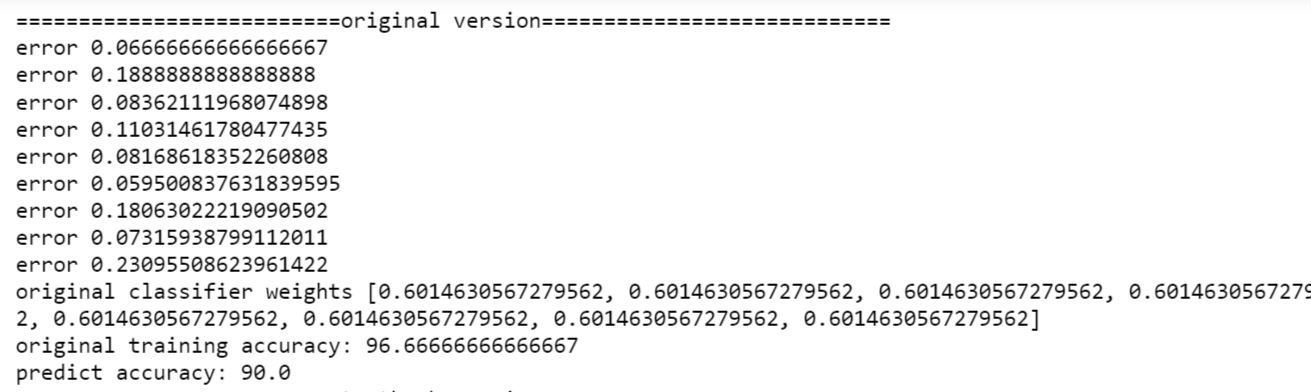 ==========================original version============================
error 0.06666666666666667
error 0.1888888888888888
error 0.08362111968074898
error 0.11031461780477435
error 0.08168618352260808
error 0.059500837631839595
error 0.18063022219090502
error 0.07315938799112011
error 0.23095508623961422
original classifier weights [0.6014630567279562, 0.6014630567279562, 0.6014630567279562, 0.601463056727956
2, 0.6014630567279562, 0.6014630567279562, 0.6014630567279562, 0.6014630567279562]
original training accuracy: 96.66666666666667
predict accuracy: 90.0